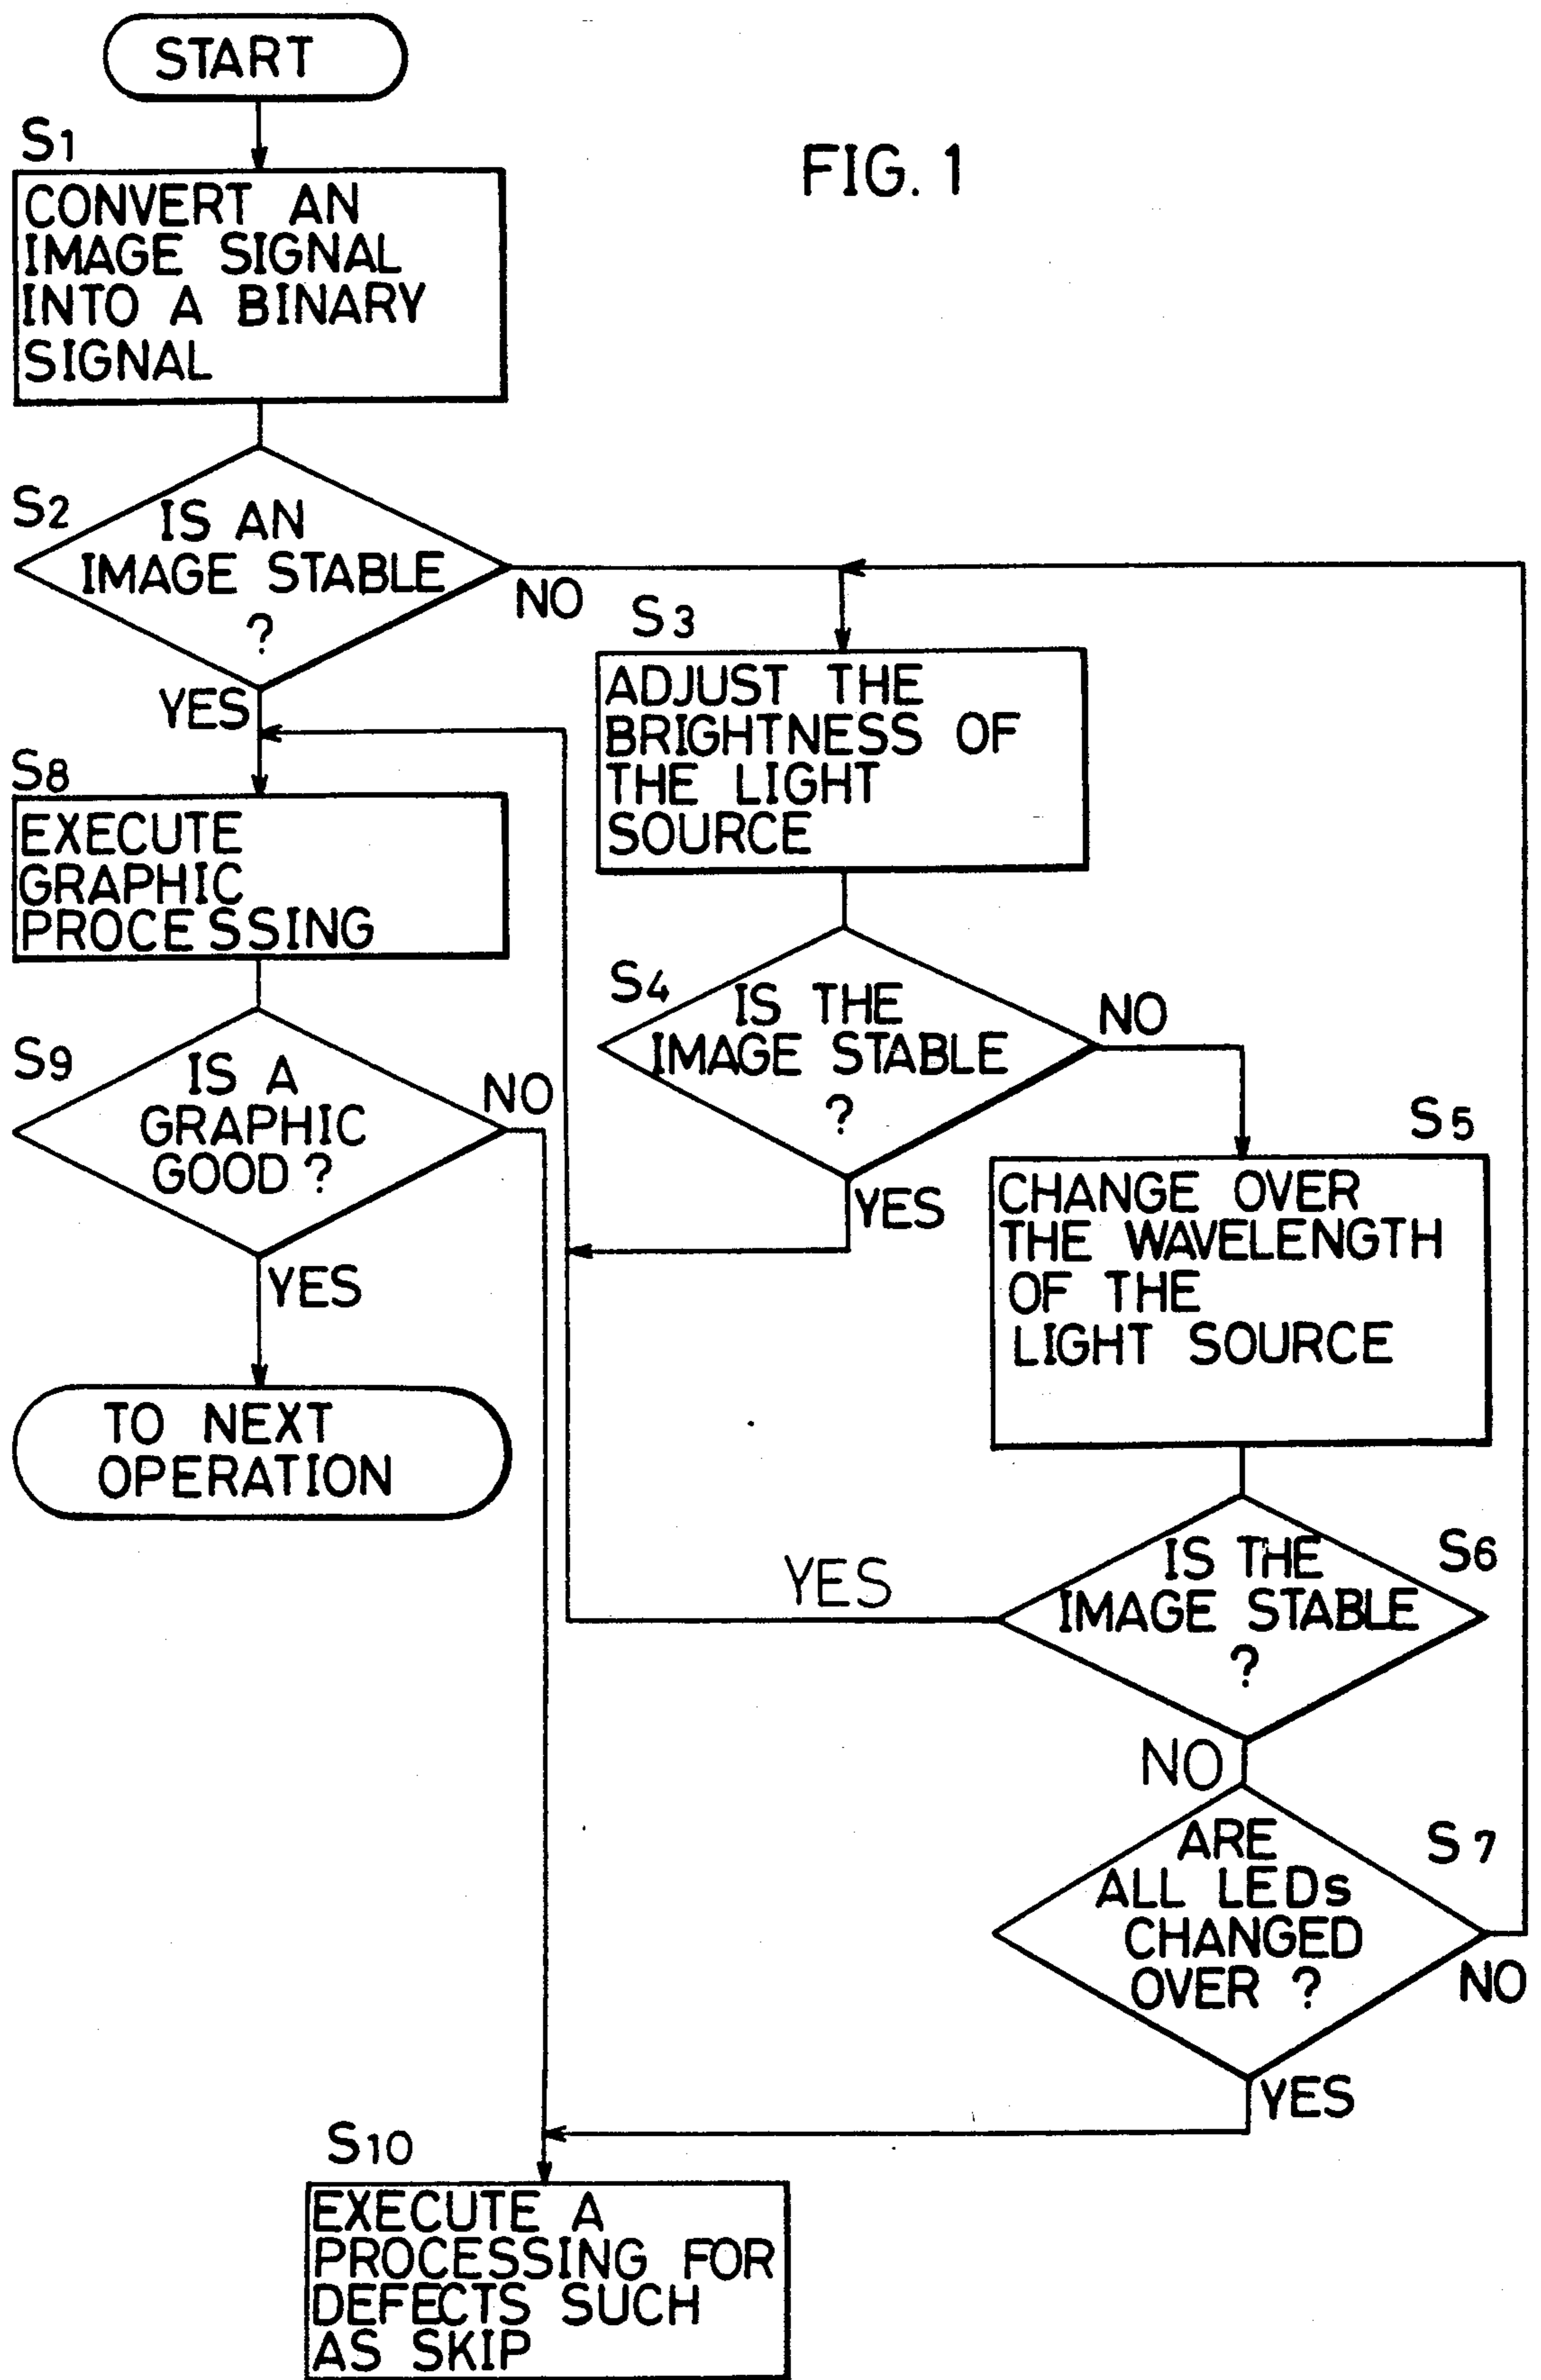 START
FIG. 1
S1
CONVERT AN
IMAGE SIGNAL
INTO A BINARY
SIGNAL
S2
IS AN
IMAGE STABLE
?
NO
YES
S3
ADJUST THE
BRIGHTNESS OF
THE LIGHT
SOURCE
S8
EXECUTE
GRAPHIC
PROCESSING
S4
IS THE
IMAGE STABLE
?
NO
YES
S9
IS A
GRAPHIC
GOOD ?
NO
YES
S5
CHANGE OVER
THE WAVELENGTH
OF THE
LIGHT SOURCE
TO NEXT
OPERATION
S6
IS THE
IMAGE STABLE
?
YES
NO
S7
ARE
ALL LEDs
CHANGED
OVER ?
NO
YES
S10
EXECUTE A
PROCESSING FOR
DEFECTS SUCH
AS SKIP